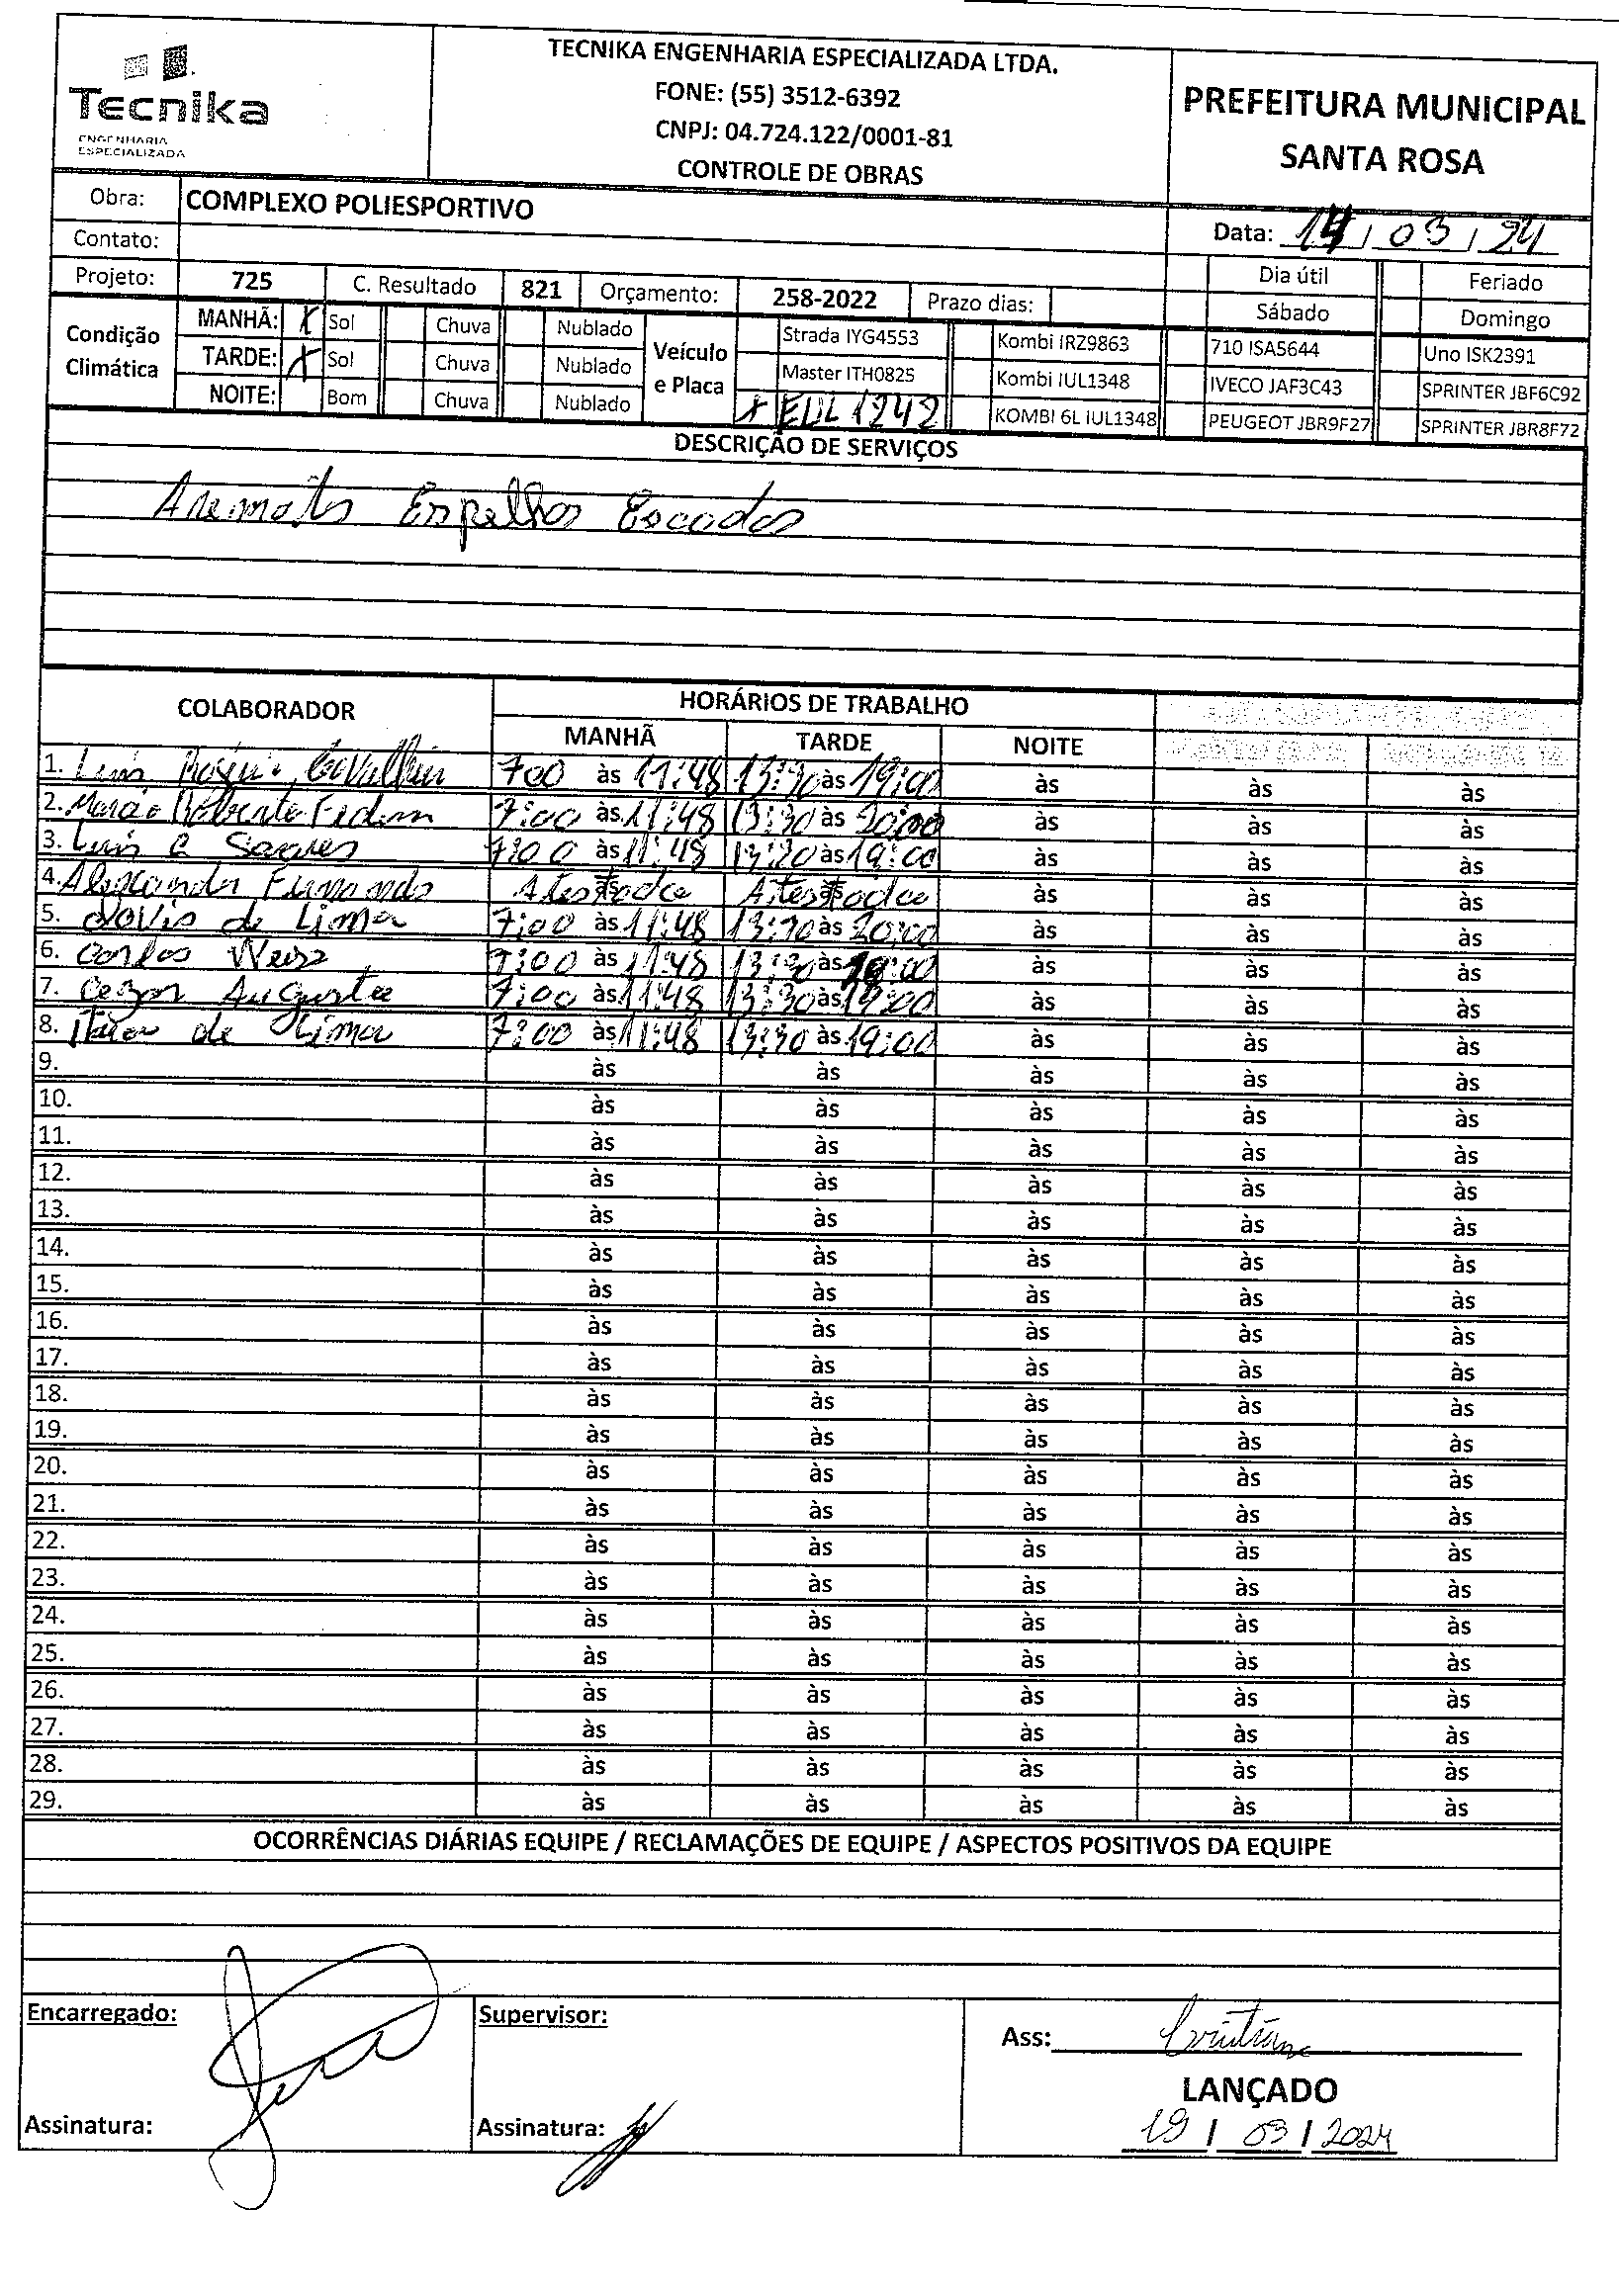 Tecnika
ENGENHARIA
ESPECIALIZADA
TECNIKA ENGENHARIA ESPECIALIZADA LTDA.
FONE: (55) 3512-6392
CNPJ: 04.724.122/0001-81
CONTROLE DE OBRAS
PREFEITURA MUNICIPAL
SANTA ROSA
Obra: COMPLEXO POLIESPORTIVO
Data: 14 / 03 / 24
Contato:
Projeto: 725 C. Resultado 821 Orçamento: 258-2022 Prazo dias: Dia útil Feriado
Sábado Domingo
Condição Climática
MANHÃ: X Sol Chuva Nublado
TARDE: X Sol Chuva Nublado
NOITE: Bom Chuva Nublado
Veículo e Placa
Strada IYG4553 Kombi IRZ9863 710 ISA5644 Uno ISK2391
Master ITH0825 Kombi IUL1348 IVECO JAF3C43 SPRINTER JBF6C92
X EUL 1242 KOMBI 6L IUL1348 PEUGEOT JBR9F27 SPRINTER JBR8F72
DESCRIÇÃO DE SERVIÇOS
Espelhos Escadas
COLABORADOR HORÁRIOS DE TRABALHO
MANHÃ TARDE NOITE
1. Luis 700 às 11:48 13:30 às 19:00 às às às
2. Marcio Roberto 7:00 às 11:48 13:30 às 20:00 às às às
3. Luis C Soares 7:00 às 11:48 13:30 às 19:00 às às às
4. Alexandre Fernando Atestado às Atestado às às às às
5. Clovis de Lima 7:00 às 11:48 13:30 às 20:00 às às às
6. Carlos Weisz 7:00 às 11:48 13:30 às 19:00 às às às
7. Cezar Augusto 7:00 às 11:48 13:30 às 19:00 às às às
8. de Lima 7:00 às 11:48 13:30 às 19:00 às às às
9. às às às às às
10. às às às às às
11. às às às às às
12. às às às às às
13. às às às às às
14. às às às às às
15. às às às às às
16. às às às às às
17. às às às às às
18. às às às às às
19. às às às às às
20. às às às às às
21. às às às às às
22. às às às às às
23. às às às às às
24. às às às às às
25. às às às às às
26. às às às às às
27. às às às às às
28. às às às às às
29. às às às às às
OCORRÊNCIAS DIÁRIAS EQUIPE / RECLAMAÇÕES DE EQUIPE / ASPECTOS POSITIVOS DA EQUIPE
Encarregado: Supervisor:
Ass: Cristiane
LANÇADO
Assinatura: Assinatura: 19 / 03 / 2024